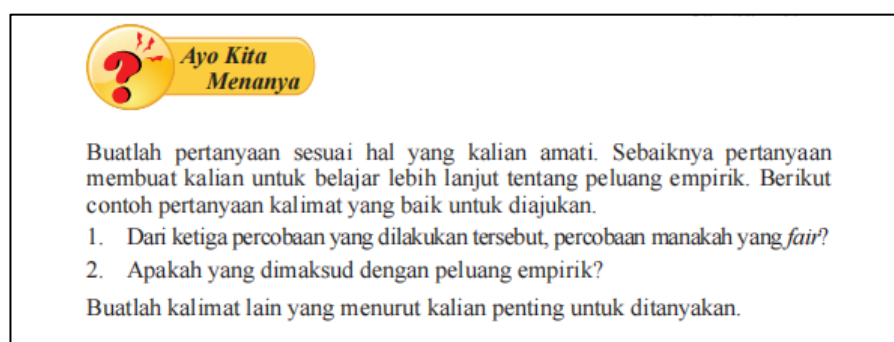 Ayo Kita
Menanya
Buatlah pertanyaan sesuai hal yang kalian amati. Sebaiknya pertanyaan
membuat kalian untuk belajar lebih lanjut tentang peluang empirik. Berikut
contoh pertanyaan kalimat yang baik untuk diajukan.
1. Dari ketiga percobaan yang dilakukan tersebut, percobaan manakah yang fair?
2. Apakah yang dimaksud dengan peluang empirik?
Buatlah kalimat lain yang menurut kalian penting untuk ditanyakan.